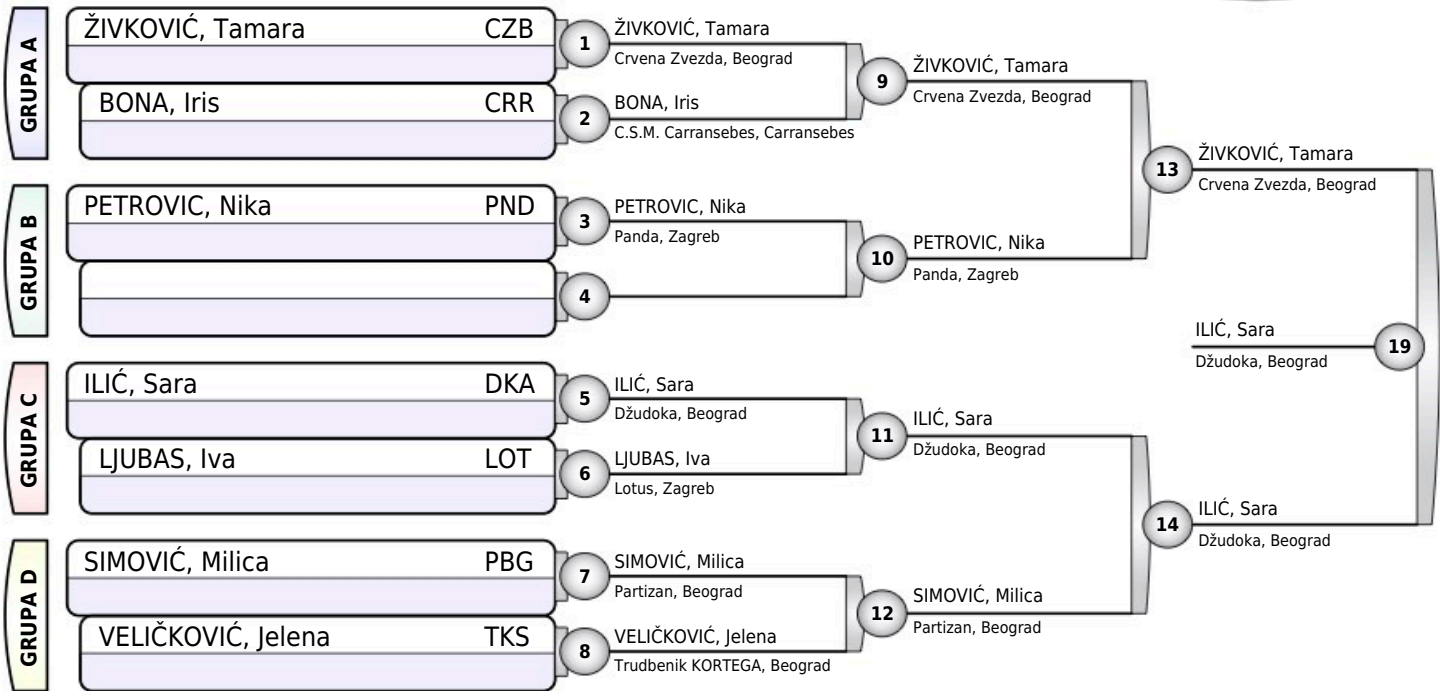 GRUPA A
ŽIVKOVIĆ, Tamara CZB
BONA, Iris CRR
1
ŽIVKOVIĆ, Tamara
Crvena Zvezda, Beograd
2
BONA, Iris
C.S.M. Carransebes, Carransebes
9
ŽIVKOVIĆ, Tamara
Crvena Zvezda, Beograd
GRUPA B
PETROVIC, Nika PND
3
PETROVIC, Nika
Panda, Zagreb
4
10
PETROVIC, Nika
Panda, Zagreb
13
ŽIVKOVIĆ, Tamara
Crvena Zvezda, Beograd
ILIĆ, Sara
Džudoka, Beograd
19
GRUPA C
ILIĆ, Sara DKA
LJUBAS, Iva LOT
5
ILIĆ, Sara
Džudoka, Beograd
6
LJUBAS, Iva
Lotus, Zagreb
11
ILIĆ, Sara
Džudoka, Beograd
14
ILIĆ, Sara
Džudoka, Beograd
GRUPA D
SIMOVIĆ, Milica PBG
VELIČKOVIĆ, Jelena TKS
7
SIMOVIĆ, Milica
Partizan, Beograd
8
VELIČKOVIĆ, Jelena
Trudbenik KORTEGA, Beograd
12
SIMOVIĆ, Milica
Partizan, Beograd